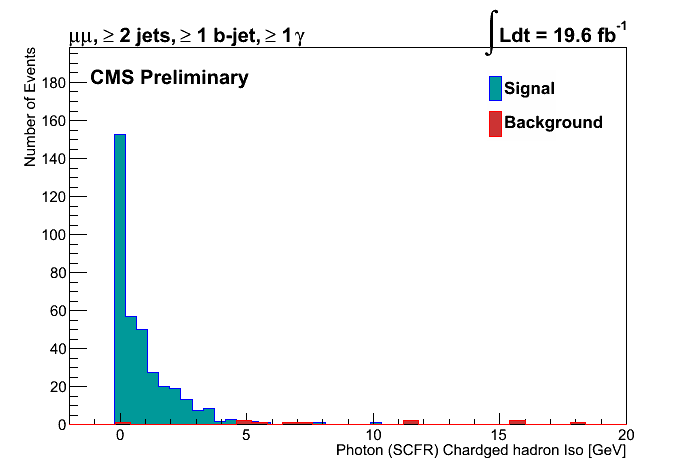 μμ, ≥ 2 jets, ≥ 1 b-jet, ≥ 1 γ
∫ Ldt = 19.6 fb⁻¹
CMS Preliminary
Signal
Background
Number of Events
180
160
140
120
100
80
60
40
20
0
0 5 10 15 20
Photon (SCFR) Chardged hadron Iso [GeV]